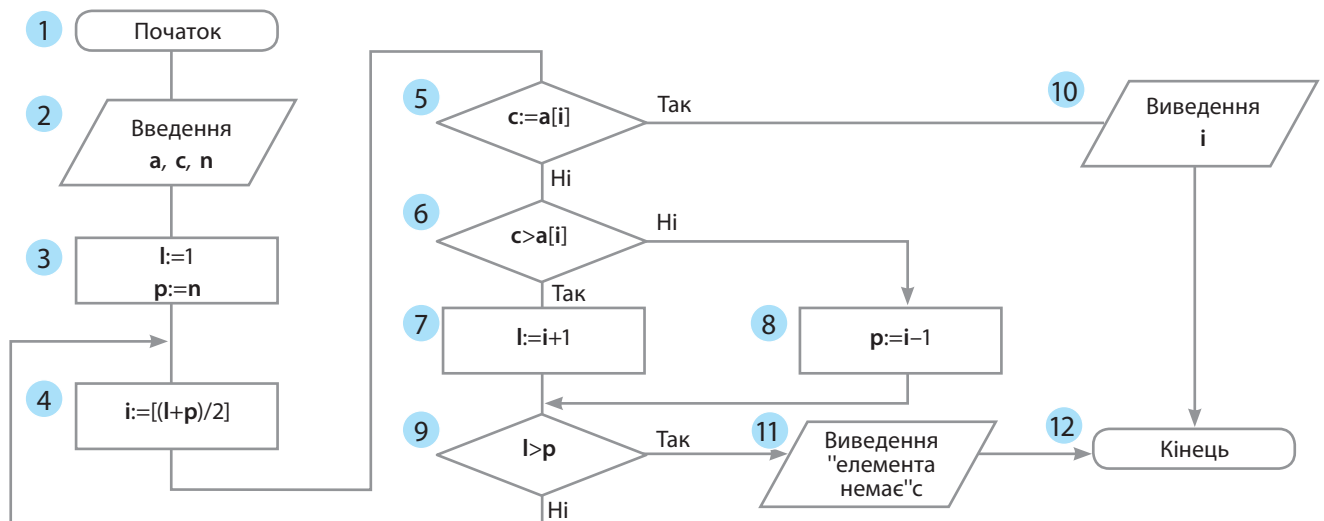 1
Початок
2
Введення
a, c, n
3
l:=1
p:=n
4
i:=[(l+p)/2]
5
c:=a[i]
Так
Ні
6
c>a[i]
Ні
Так
7
l:=i+1
8
p:=i–1
9
l>p
Так
Ні
10
Виведення
i
11
Виведення
"елемента
немає"с
12
Кінець